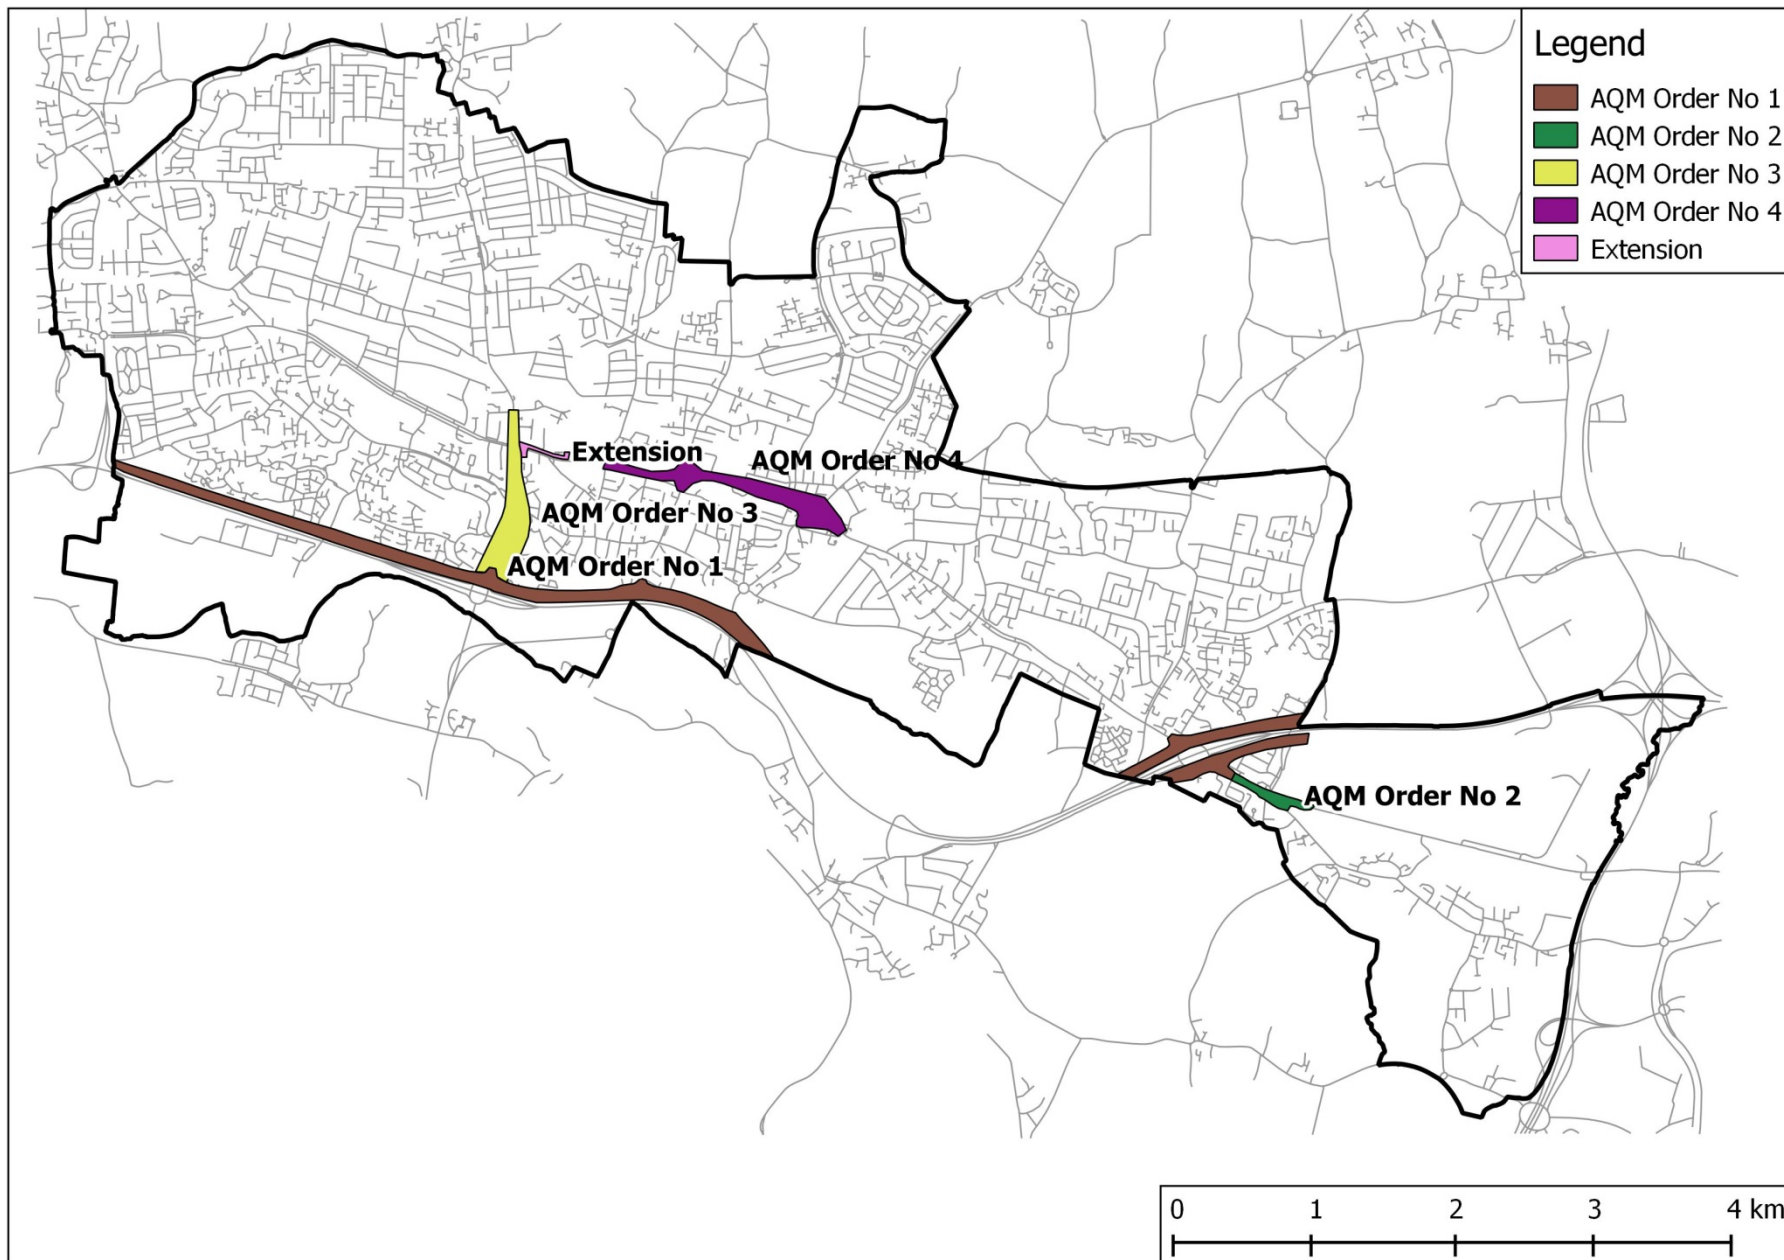 Legend
AQM Order No 1
AQM Order No 2
AQM Order No 3
AQM Order No 4
Extension
Extension
AQM Order No 4
AQM Order No 3
AQM Order No 1
AQM Order No 2
0 1 2 3 4 km